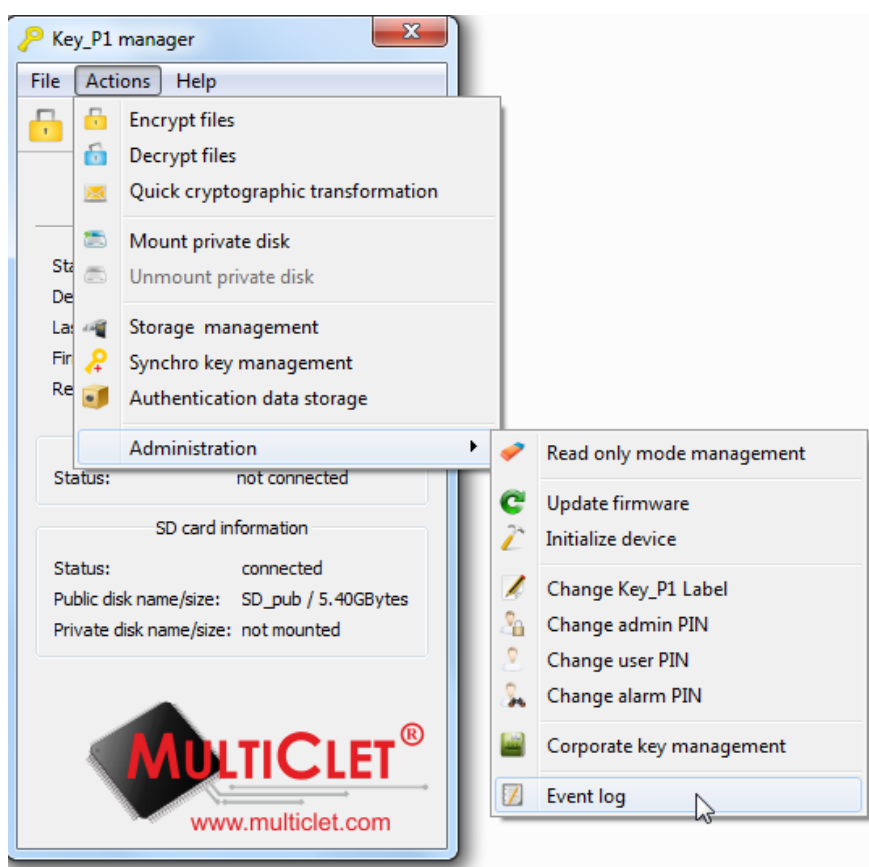 Key_P1 manager
File Actions Help
Encrypt files
Decrypt files
Quick cryptographic transformation
Mount private disk
Unmount private disk
Storage management
Synchro key management
Authentication data storage
Administration
Read only mode management
Update firmware
Initialize device
Change Key_P1 Label
Change admin PIN
Change user PIN
Change alarm PIN
Corporate key management
Event log
Status: not connected
SD card information
Status: connected
Public disk name/size: SD_pub / 5.40GBytes
Private disk name/size: not mounted
MULTICLET®
www.multiclet.com